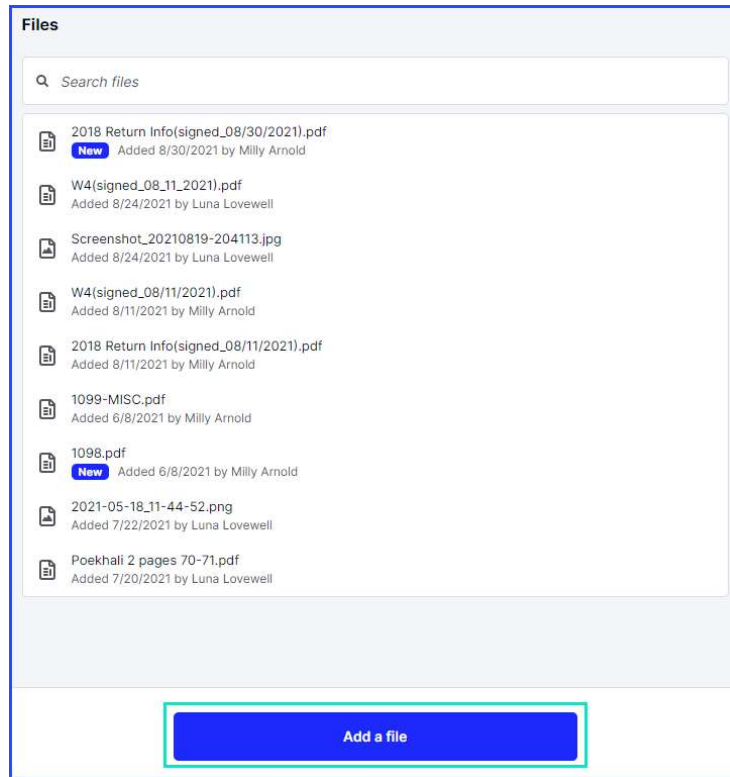 Files
Search files
2018 Return Info(signed_08/30/2021).pdf
New Added 8/30/2021 by Milly Arnold
W4(signed_08_11_2021).pdf
Added 8/24/2021 by Luna Lovewell
Screenshot_20210819-204113.jpg
Added 8/24/2021 by Luna Lovewell
W4(signed_08/11/2021).pdf
Added 8/11/2021 by Milly Arnold
2018 Return Info(signed_08/11/2021).pdf
Added 8/11/2021 by Milly Arnold
1099-MISC.pdf
Added 6/8/2021 by Milly Arnold
1098.pdf
New Added 6/8/2021 by Milly Arnold
2021-05-18_11-44-52.png
Added 7/22/2021 by Luna Lovewell
Poekhali 2 pages 70-71.pdf
Added 7/20/2021 by Luna Lovewell
Add a file